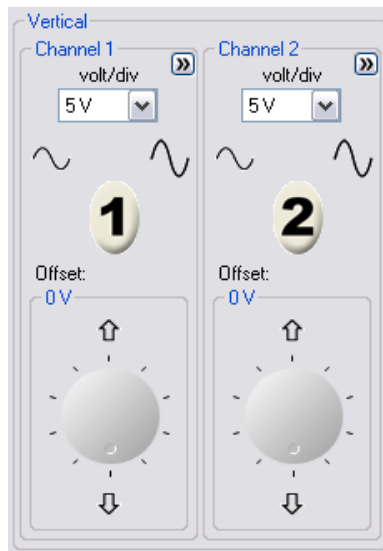 Vertical
Channel 1
volt/div
5 V
1
Offset:
0 V
Channel 2
volt/div
5 V
2
Offset:
0 V